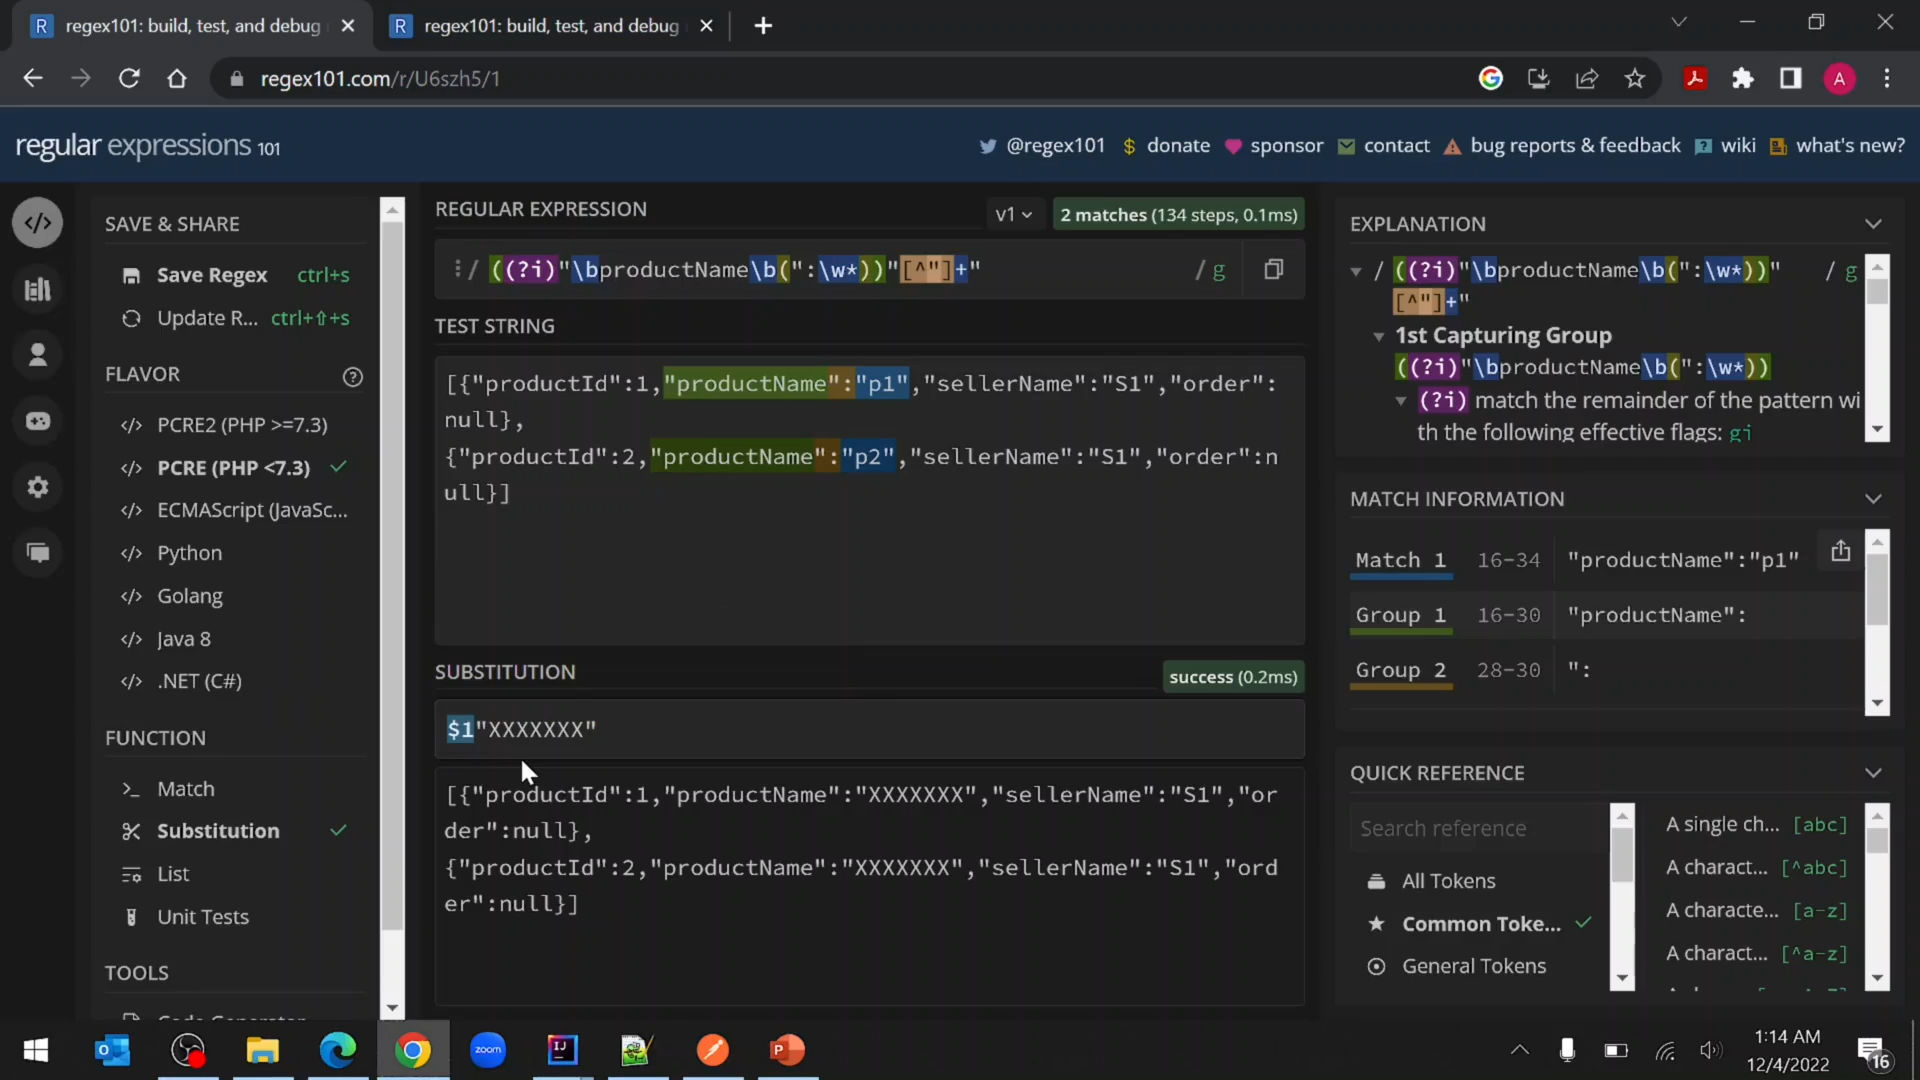 regex101: build, test, and debug
regex101: build, test, and debug
regex101.com/r/U6szh5/1
A
regular expressions 101
@regex101
$ donate
sponsor
contact
bug reports & feedback
wiki
what's new?
SAVE & SHARE
Save Regex ctrl+s
Update R... ctrl+⇧+s
FLAVOR
</> PCRE2 (PHP >=7.3)
</> PCRE (PHP <7.3)
</> ECMAScript (JavaSc...
</> Python
</> Golang
</> Java 8
</> .NET (C#)
FUNCTION
Match
Substitution
List
Unit Tests
TOOLS
REGULAR EXPRESSION
v1
2 matches (134 steps, 0.1ms)
/ ((?i)"\bproductName\b(":\w*))"[^"]+" / g
TEST STRING
[{"productId":1,"productName":"p1","sellerName":"S1","order":
null},
{"productId":2,"productName":"p2","sellerName":"S1","order":n
ull}]
SUBSTITUTION
success (0.2ms)
$1"XXXXXXX"
[{"productId":1,"productName":"XXXXXXX","sellerName":"S1","or
der":null},
{"productId":2,"productName":"XXXXXXX","sellerName":"S1","ord
er":null}]
EXPLANATION
/ ((?i)"\bproductName\b(":\w*))" / g
[^"]+"
1st Capturing Group
((?i)"\bproductName\b(":\w*))
(?i) match the remainder of the pattern wi
th the following effective flags: gi
MATCH INFORMATION
Match 1 16-34 "productName":"p1"
Group 1 16-30 "productName":
Group 2 28-30 ":
QUICK REFERENCE
Search reference
All Tokens
Common Toke...
General Tokens
A single ch... [abc]
A charact... [^abc]
A characte... [a-z]
A charact... [^a-z]
zoom
1:14 AM
12/4/2022
16